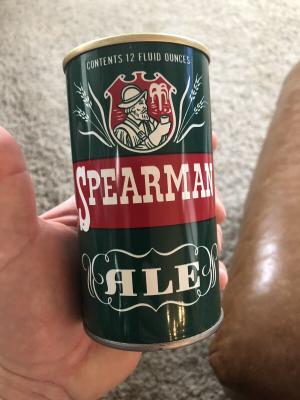 CONTENTS 12 FLUID OUNCES
SPEARMAN
ALE